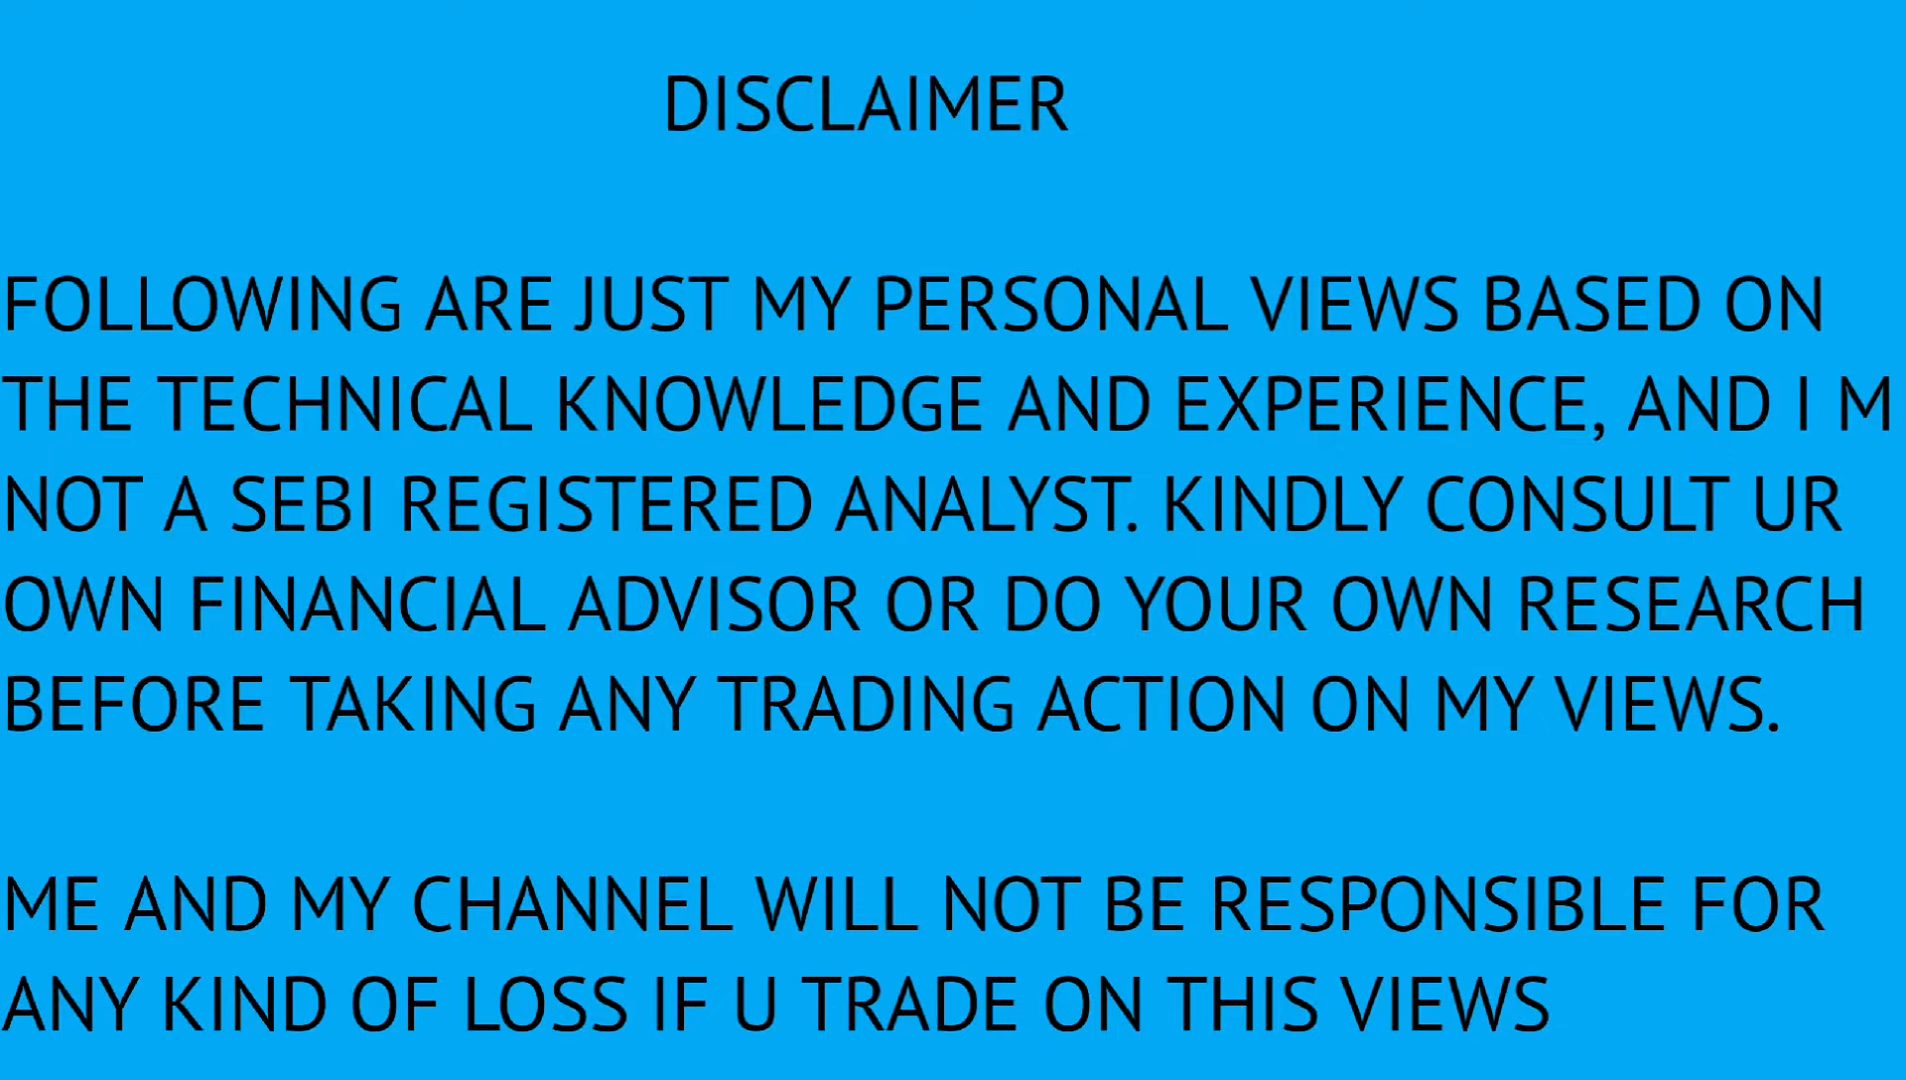 DISCLAIMER
FOLLOWING ARE JUST MY PERSONAL VIEWS BASED ON
THE TECHNICAL KNOWLEDGE AND EXPERIENCE, AND I M
NOT A SEBI REGISTERED ANALYST. KINDLY CONSULT UR
OWN FINANCIAL ADVISOR OR DO YOUR OWN RESEARCH
BEFORE TAKING ANY TRADING ACTION ON MY VIEWS.
ME AND MY CHANNEL WILL NOT BE RESPONSIBLE FOR
ANY KIND OF LOSS IF U TRADE ON THIS VIEWS